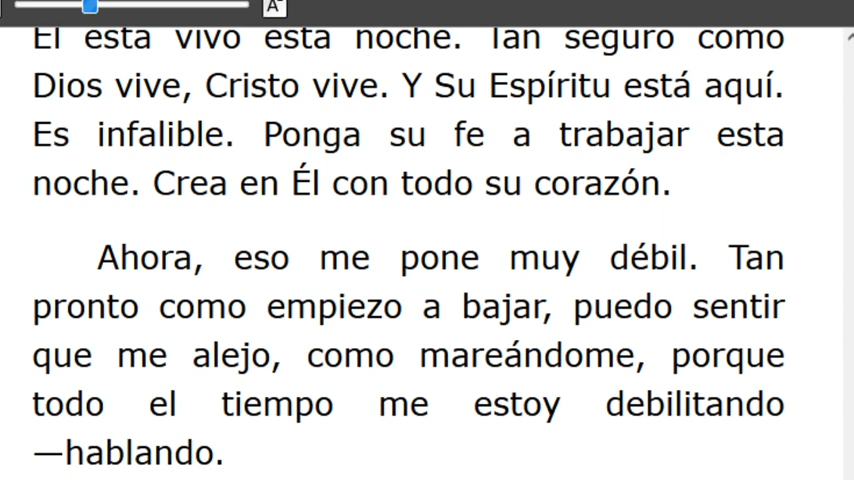 A
Él está vivo esta noche. Tan seguro como
Dios vive, Cristo vive. Y Su Espíritu está aquí.
Es infalible. Ponga su fe a trabajar esta
noche. Crea en Él con todo su corazón.
Ahora, eso me pone muy débil. Tan
pronto como empiezo a bajar, puedo sentir
que me alejo, como mareándome, porque
todo el tiempo me estoy debilitando
—hablando.